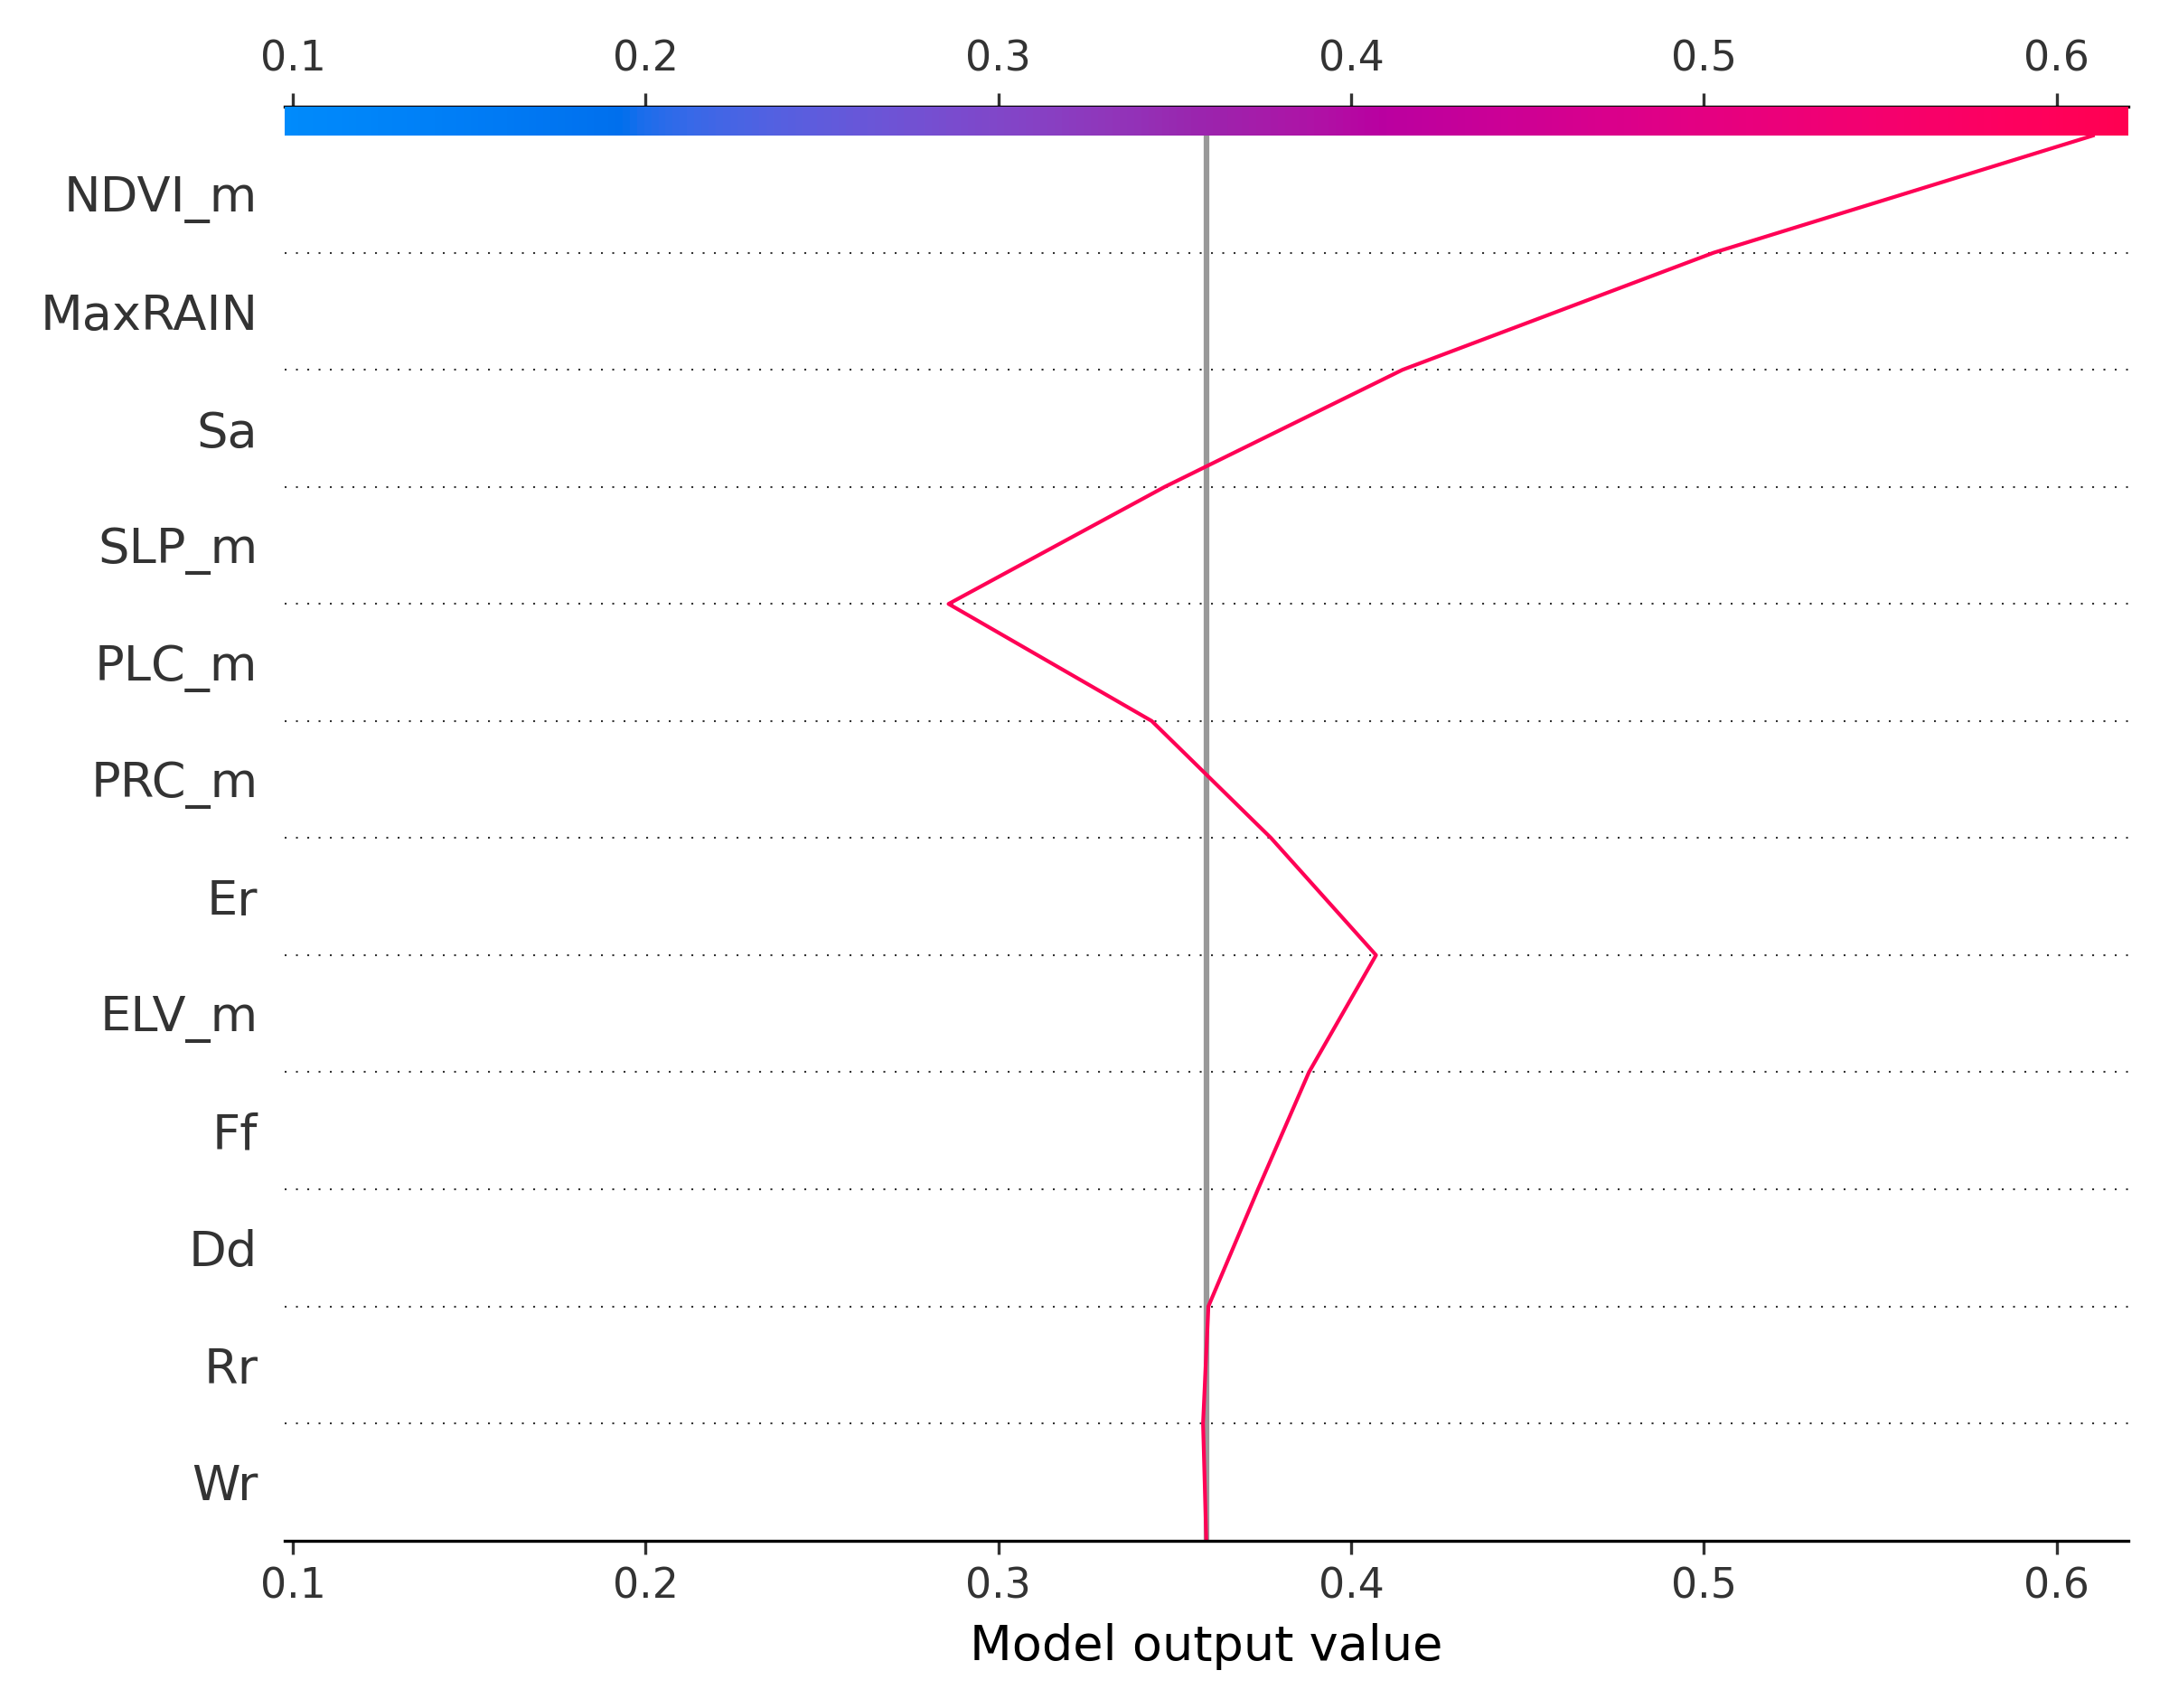 0.1 0.2 0.3 0.4 0.5 0.6
NDVI_m
MaxRAIN
Sa
SLP_m
PLC_m
PRC_m
Er
ELV_m
Ff
Dd
Rr
Wr
0.1 0.2 0.3 0.4 0.5 0.6
Model output value